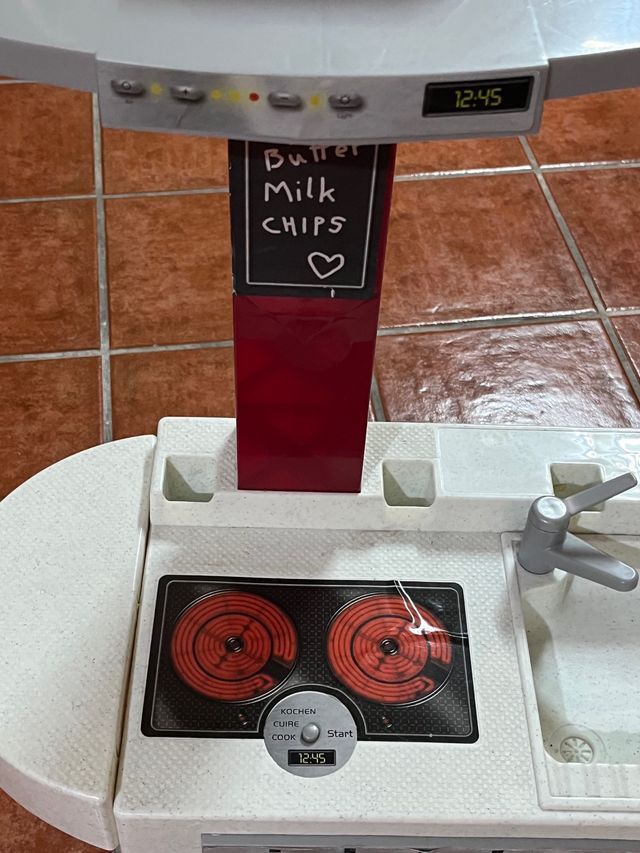 12:45
Butter
Milk
CHIPS
KOCHEN
CUIRE
COOK
Start
12:45